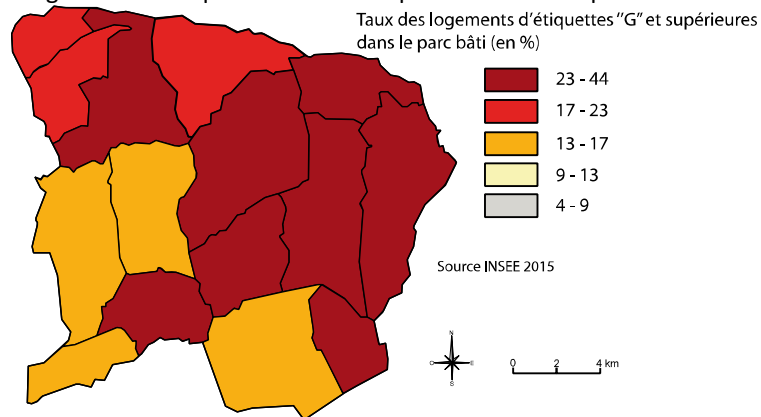 Taux des logements d'étiquettes "G" et supérieures
dans le parc bâti (en %)
23 - 44
17 - 23
13 - 17
9 - 13
4 - 9
Source INSEE 2015
N
O
E
S
0 2 4 km